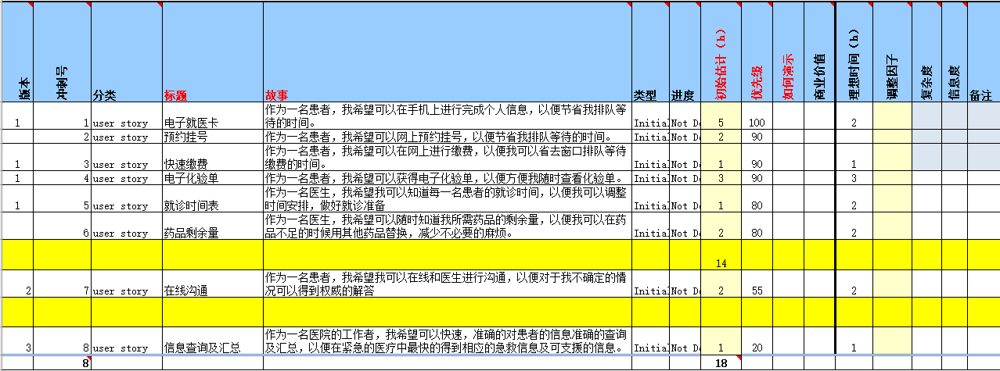 版本 冲刺号 分类 标题 故事 类型 进度 初始估计（h） 优先级 如何演示 商业价值 理想时间（h） 调整因子 复杂度 信息度 备注
作为一名患者，我希望可以在手机上进行完成个人信息，以便节省我排队等
1 1 user story 电子就医卡 待的时间。 Initial Not Do 5 100 2
2 user story 预约挂号 作为一名患者，我希望可以网上预约挂号，以便节省我排队等待的时间。 Initial Not Do 2 90
作为一名患者，我希望可以在网上进行缴费，以便我可以省去窗口排队等待
1 3 user story 快速缴费 缴费的时间。 Initial Not Do 1 90 1
1 4 user story 电子化验单 作为一名患者，我希望可以获得电子化验单，以便方便我随时查看化验单。 Initial Not Do 3 90 3
作为一名医生，我希望我可以知道每一名患者的就诊时间，以便我可以调整
1 5 user story 就诊时间表 时间安排，做好就诊准备 Initial Not Do 1 80 2
作为一名医生，我希望可以随时知道我所需药品的剩余量，以便我可以在药
6 user story 药品剩余量 品不足的时候用其他药品替换，减少不必要的麻烦。 Initial Not Do 2 80 2
14
作为一名患者，我希望我可以在线和医生进行沟通，以便对于我不确定的情
2 7 user story 在线沟通 况可以得到权威的解答 Initial Not Do 2 55 2
作为一名医院的工作者，我希望可以快速，准确的对患者的信息准确的查询
3 8 user story 信息查询及汇总 及汇总，以便在紧急的医疗中最快的得到相应的急救信息及可支援的信息。 Initial Not Do 1 20 1
8 18